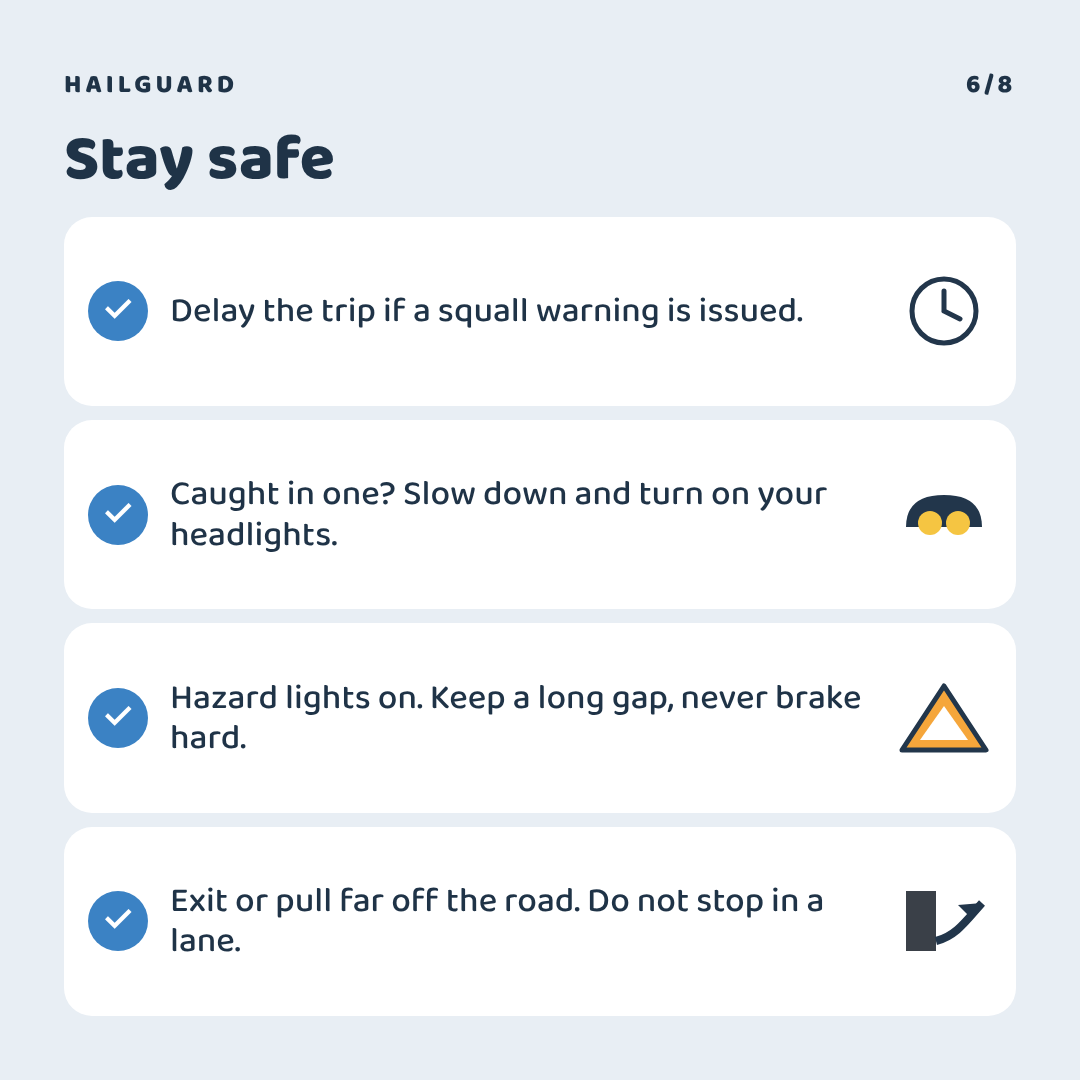 HAILGUARD
6/8
Stay safe
Delay the trip if a squall warning is issued.
Caught in one? Slow down and turn on your
headlights.
Hazard lights on. Keep a long gap, never brake
hard.
Exit or pull far off the road. Do not stop in a
lane.